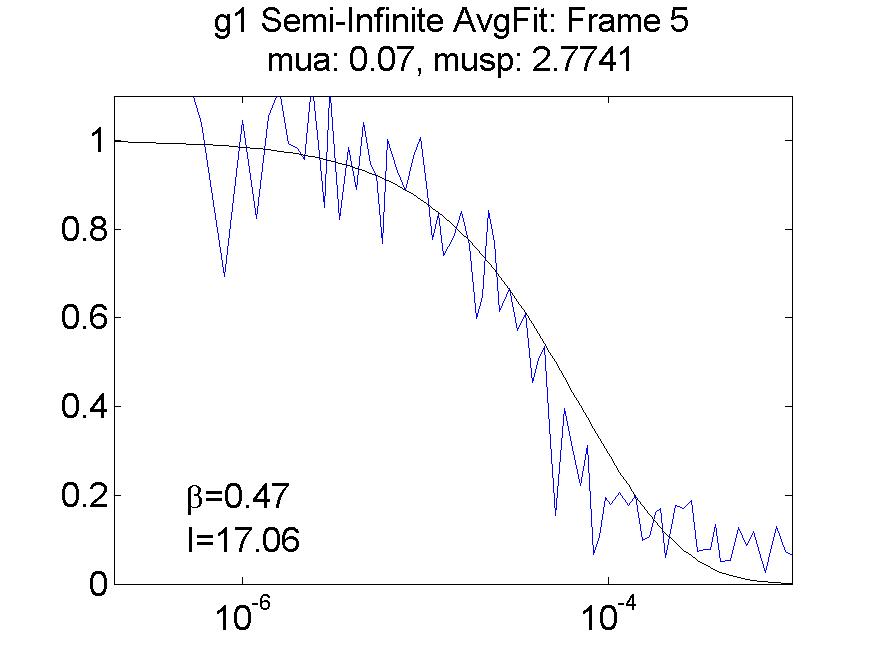 g1 Semi-Infinite AvgFit: Frame 5
mua: 0.07, musp: 2.7741
1
0.8
0.6
0.4
0.2
0
β=0.47
I=17.06
10^-6
10^-4